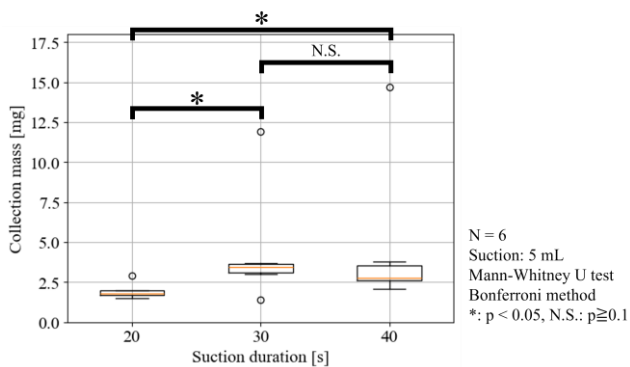 *
N.S.
*
17.5
15.0
12.5
10.0
7.5
5.0
2.5
0.0
Collection mass [mg]
20 30 40
Suction duration [s]
N = 6
Suction: 5 mL
Mann-Whitney U test
Bonferroni method
*: p < 0.05, N.S.: p≧0.1